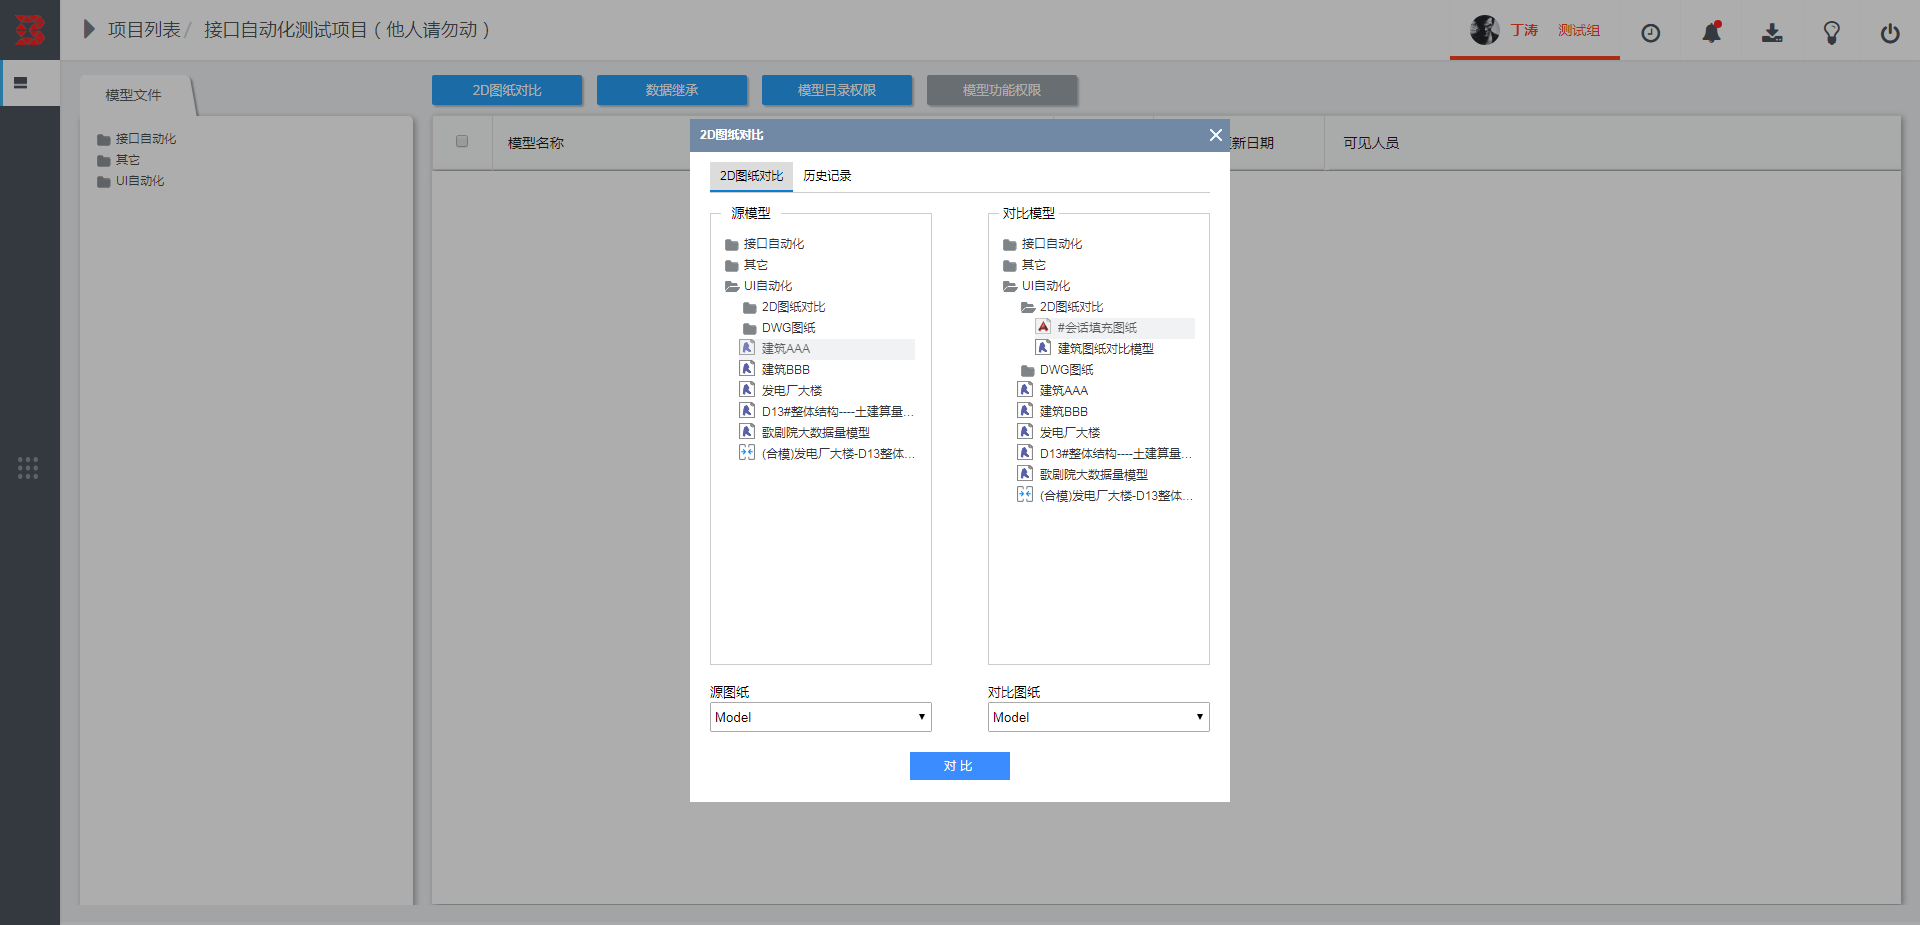 项目列表 / 接口自动化测试项目（他人请勿动）
丁涛 测试组
模型文件
2D图纸对比 数据继承 模型目录权限 模型功能权限
接口自动化
其它
UI自动化
模型名称 新日期 可见人员
2D图纸对比
2D图纸对比 历史记录
源模型
接口自动化
其它
UI自动化
2D图纸对比
DWG图纸
建筑AAA
建筑BBB
发电厂大楼
D13#整体结构----土建算量...
歌剧院大数据量模型
(合模)发电厂大楼-D13整体...
对比模型
接口自动化
其它
UI自动化
2D图纸对比
#会话填充图纸
建筑图纸对比模型
DWG图纸
建筑AAA
建筑BBB
发电厂大楼
D13#整体结构----土建算量...
歌剧院大数据量模型
(合模)发电厂大楼-D13整体...
源图纸
Model
对比图纸
Model
对 比